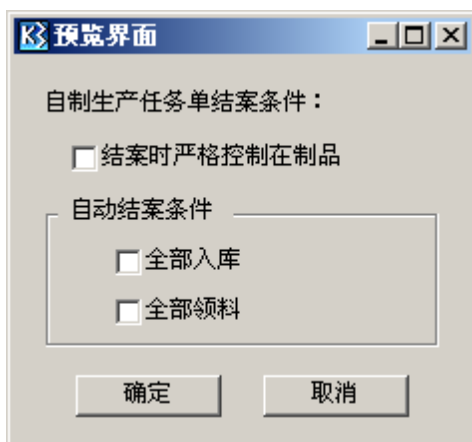 K3 预览界面
自制生产任务单结案条件：
结案时严格控制在制品
自动结案条件
全部入库
全部领料
确定 取消